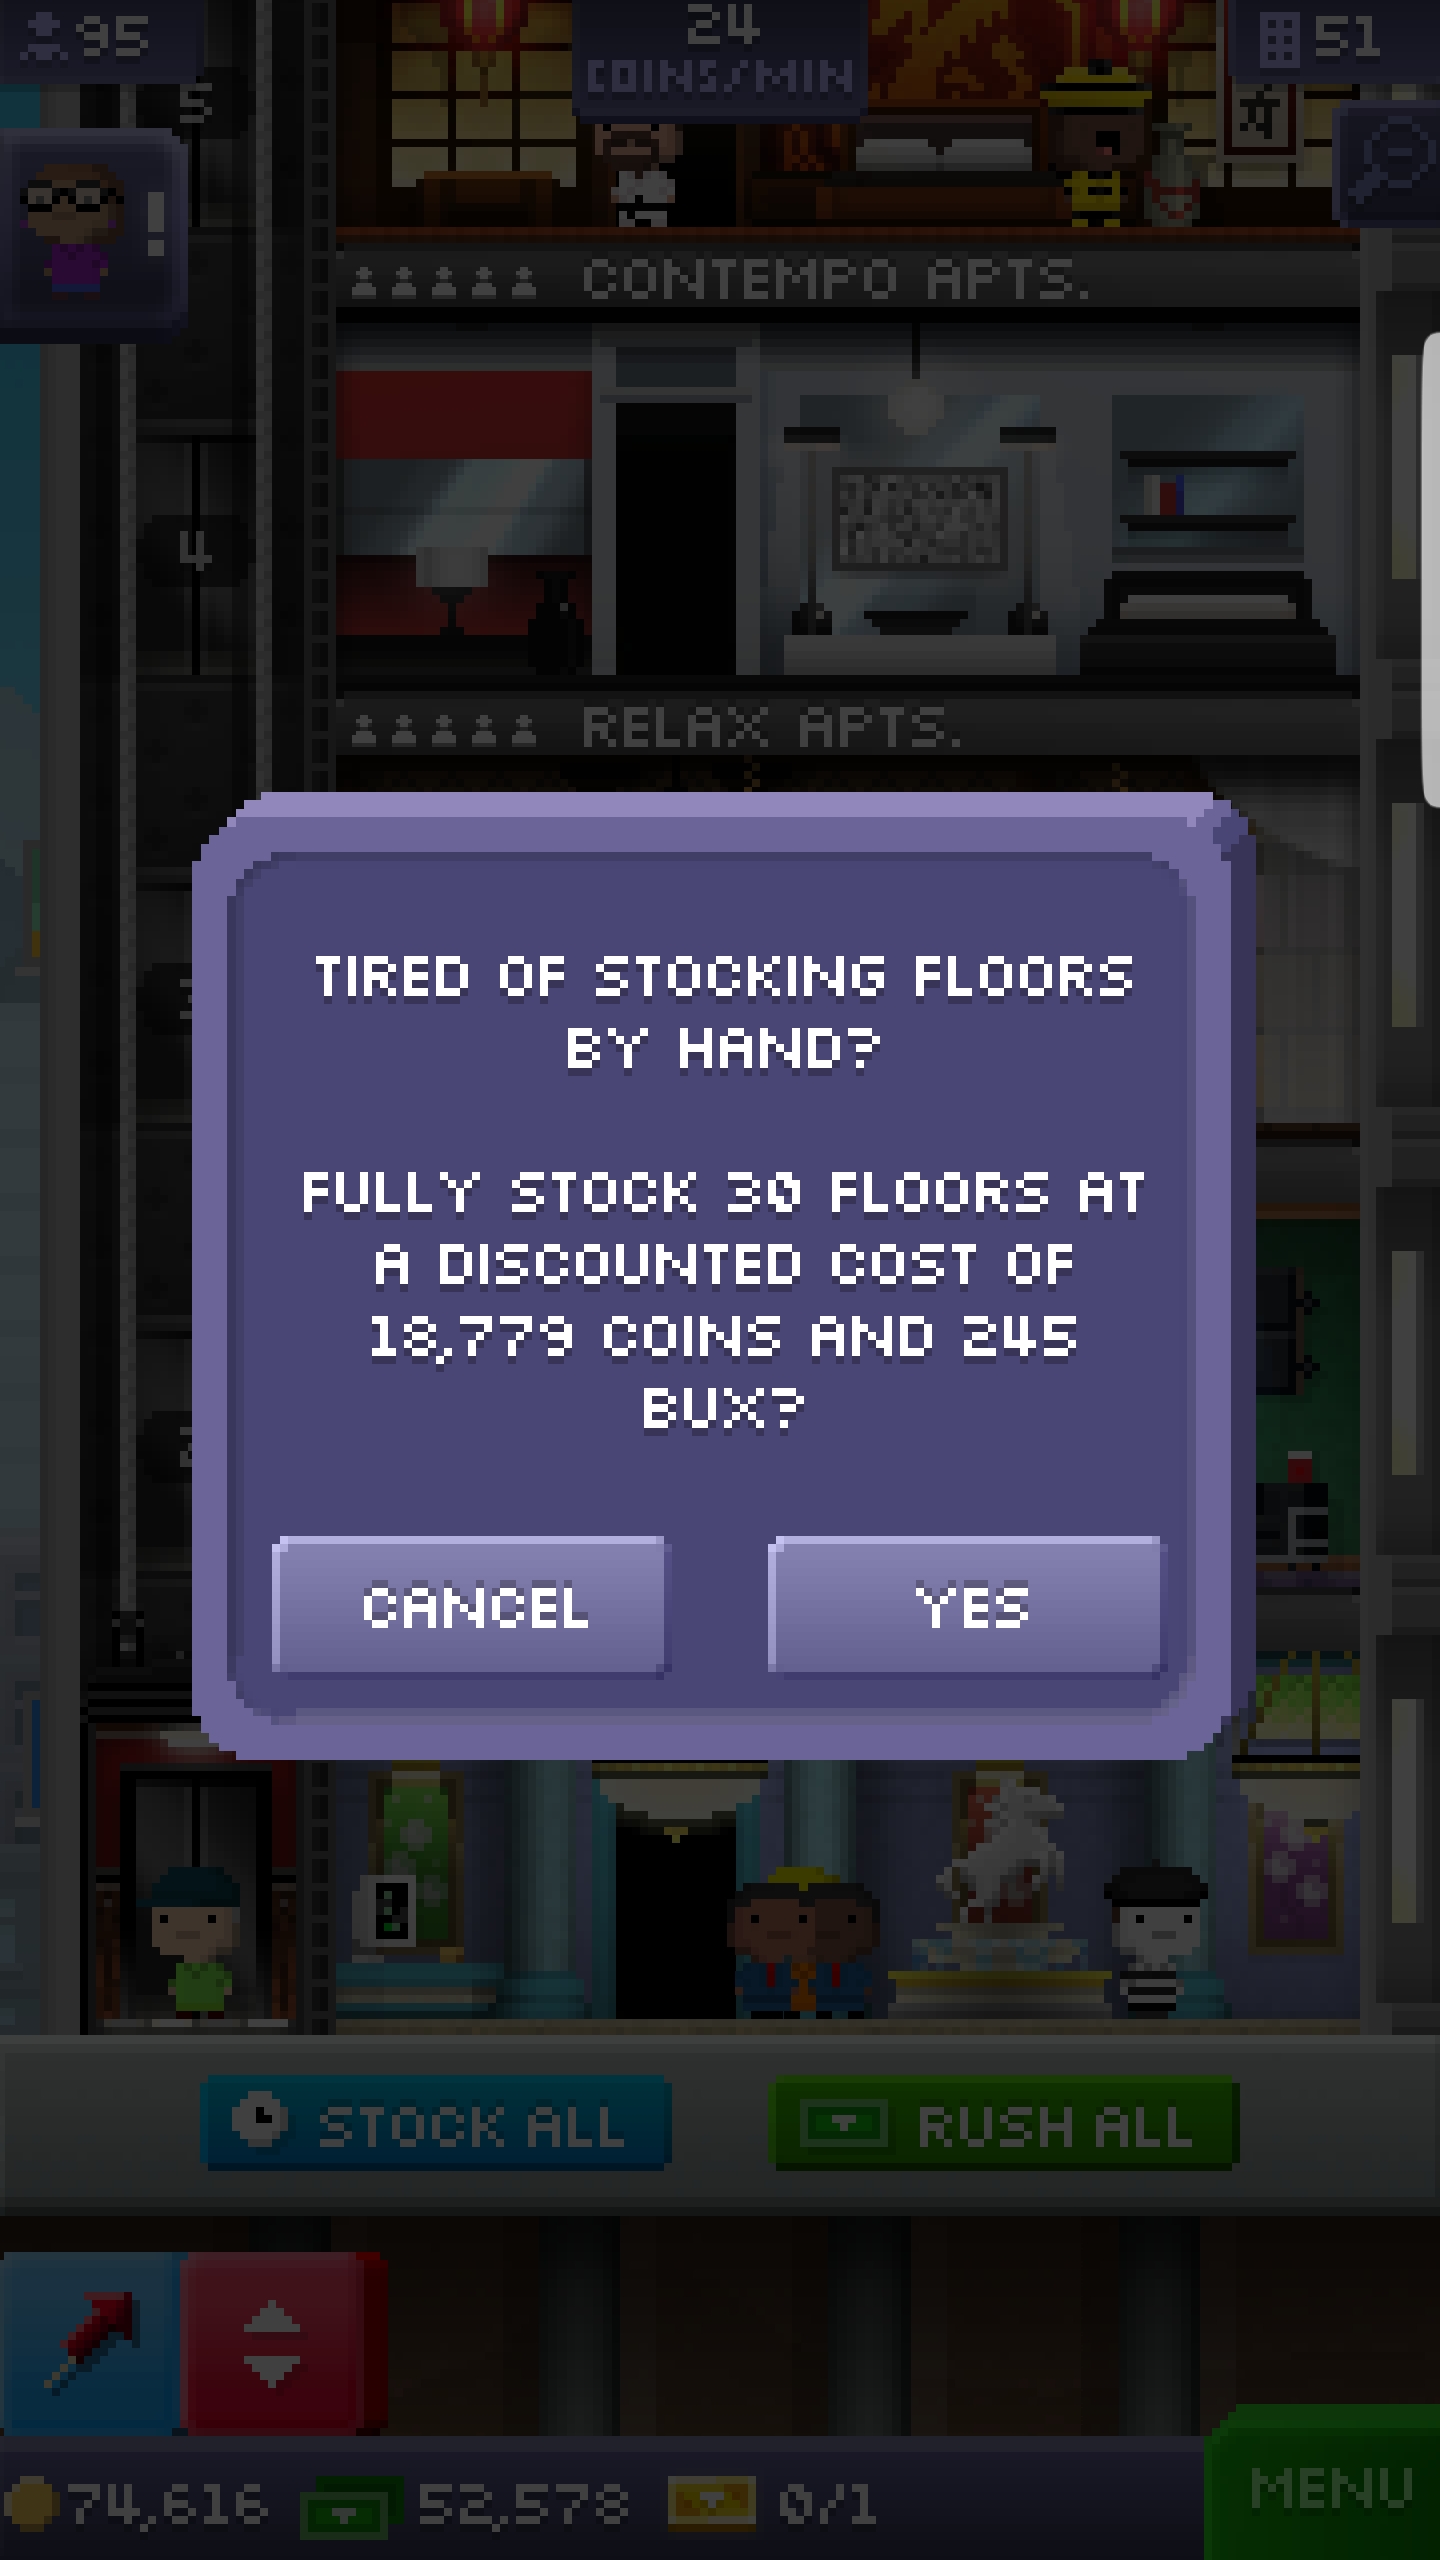 95
24
COINS/MIN
51
5
!
CONTEMPO APTS.
4
RELAX APTS.
TIRED OF STOCKING FLOORS
BY HAND?
FULLY STOCK 30 FLOORS AT
A DISCOUNTED COST OF
18,779 COINS AND 245
BUX?
CANCEL
YES
STOCK ALL
RUSH ALL
74,616
52,578
0/1
MENU